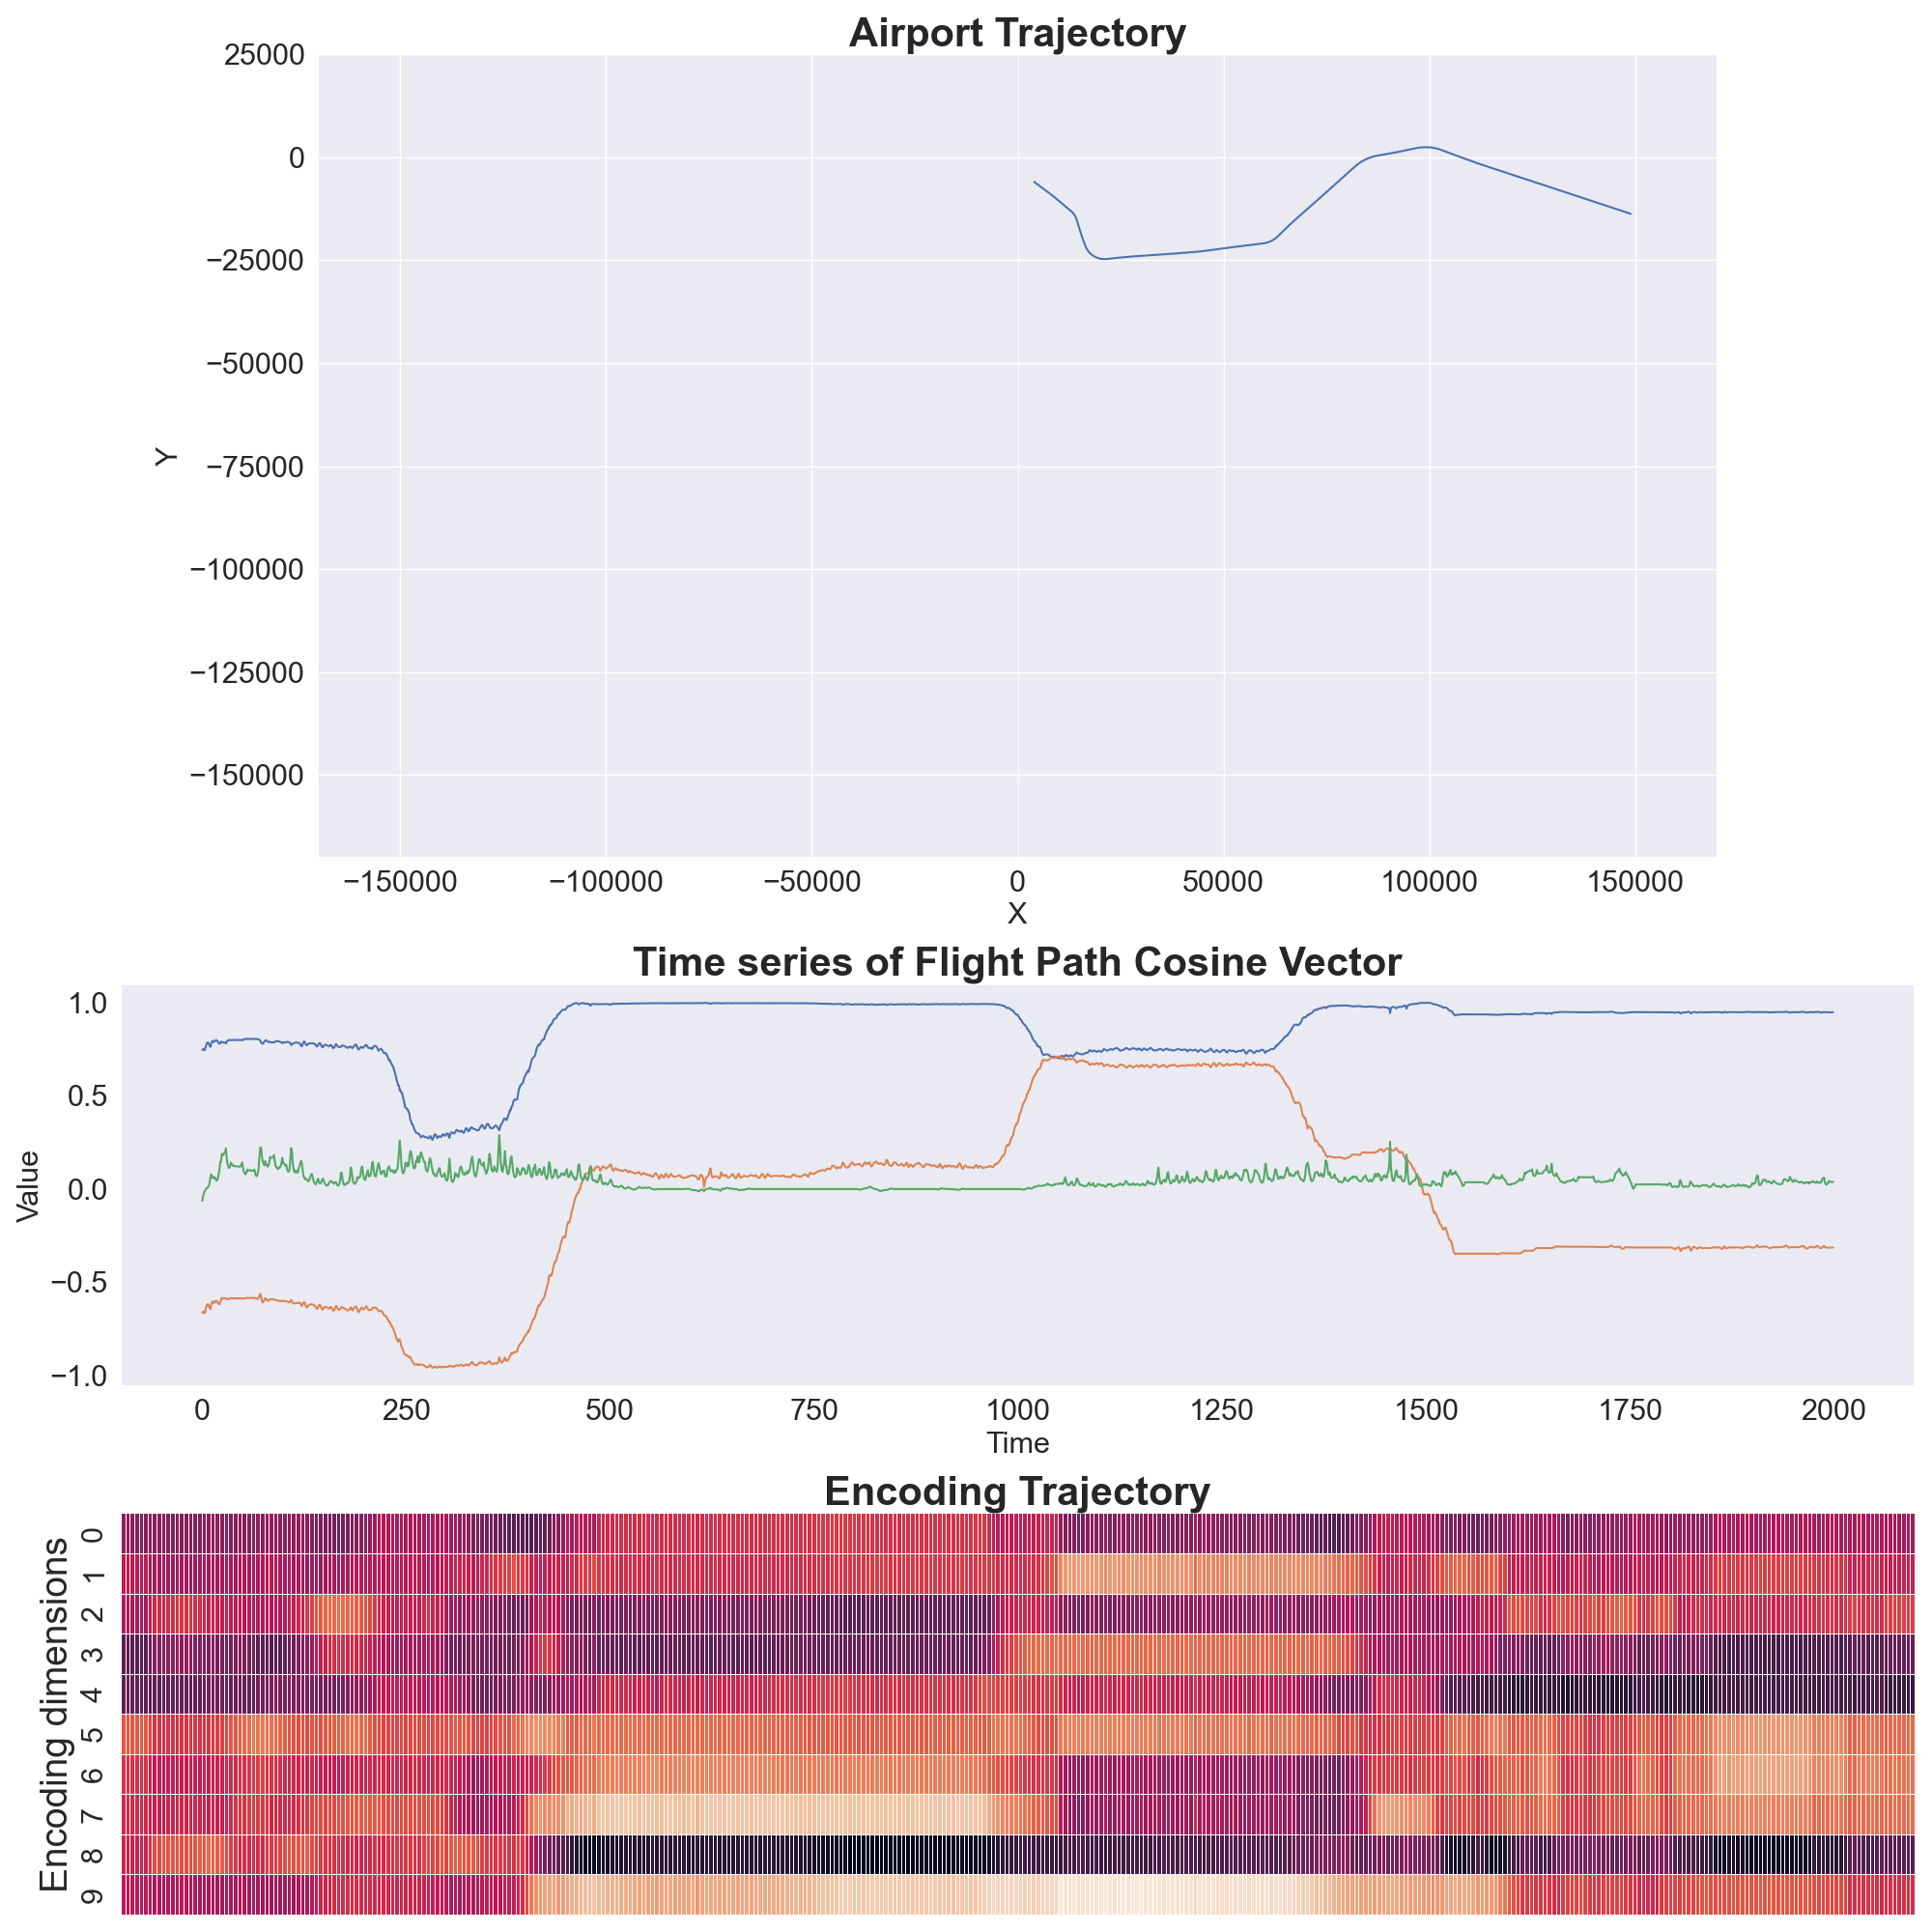 Airport Trajectory
25000
0
−25000
−50000
−75000
−100000
−125000
−150000
Y
−150000 −100000 −50000 0 50000 100000 150000
X
Time series of Flight Path Cosine Vector
1.0
0.5
0.0
−0.5
−1.0
Value
0 250 500 750 1000 1250 1500 1750 2000
Time
Encoding Trajectory
Encoding dimensions
0
1
2
3
4
5
6
7
8
9